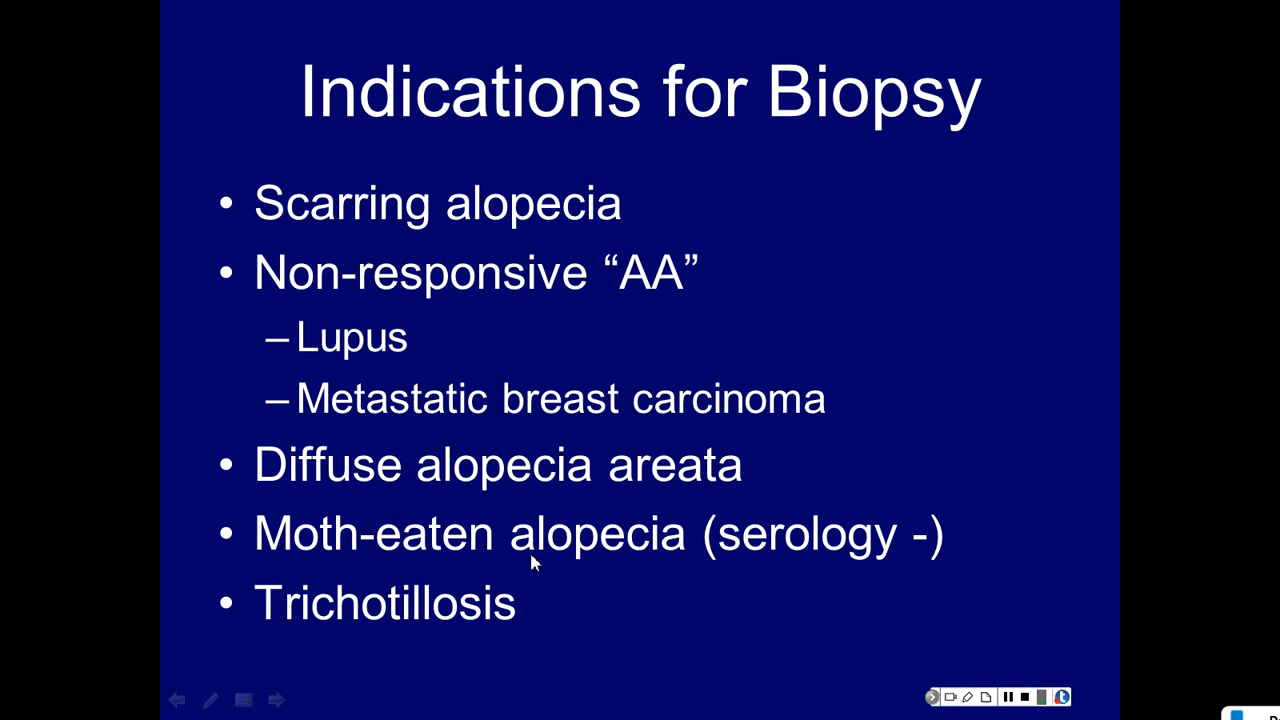 Indications for Biopsy
• Scarring alopecia
• Non-responsive “AA”
– Lupus
– Metastatic breast carcinoma
• Diffuse alopecia areata
• Moth-eaten alopecia (serology -)
• Trichotillosis